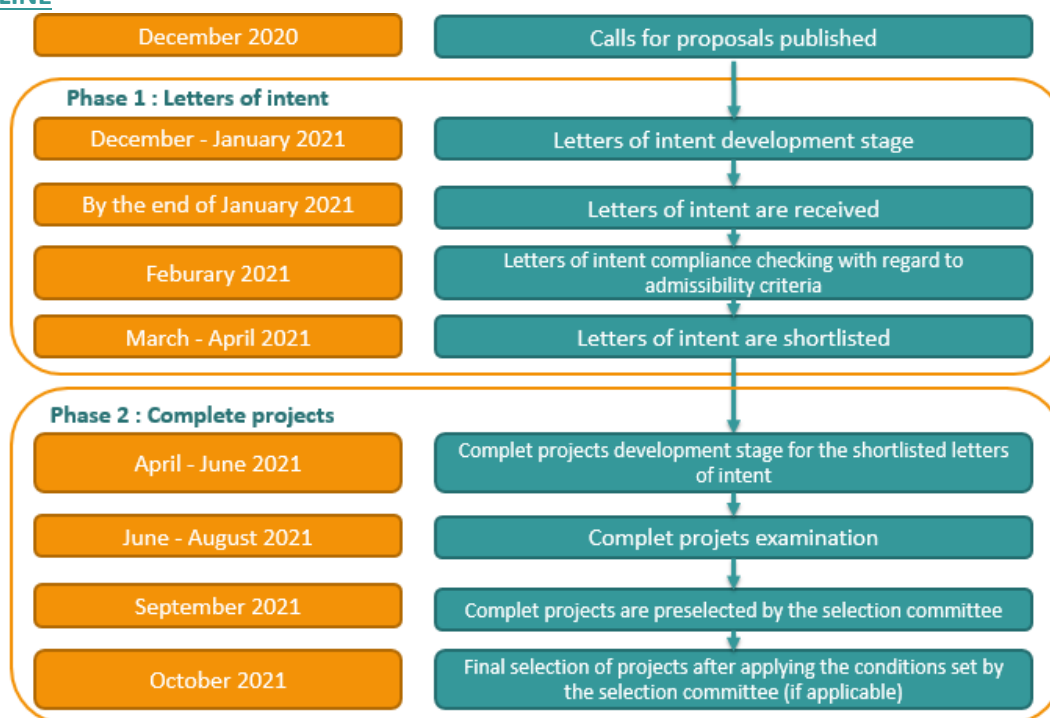 LINE
December 2020
Calls for proposals published
Phase 1 : Letters of intent
December - January 2021
Letters of intent development stage
By the end of January 2021
Letters of intent are received
Feburary 2021
Letters of intent compliance checking with regard to
admissibility criteria
March - April 2021
Letters of intent are shortlisted
Phase 2 : Complete projects
April - June 2021
Complet projects development stage for the shortlisted letters
of intent
June - August 2021
Complet projets examination
September 2021
Complet projects are preselected by the selection committee
October 2021
Final selection of projects after applying the conditions set by
the selection committee (if applicable)